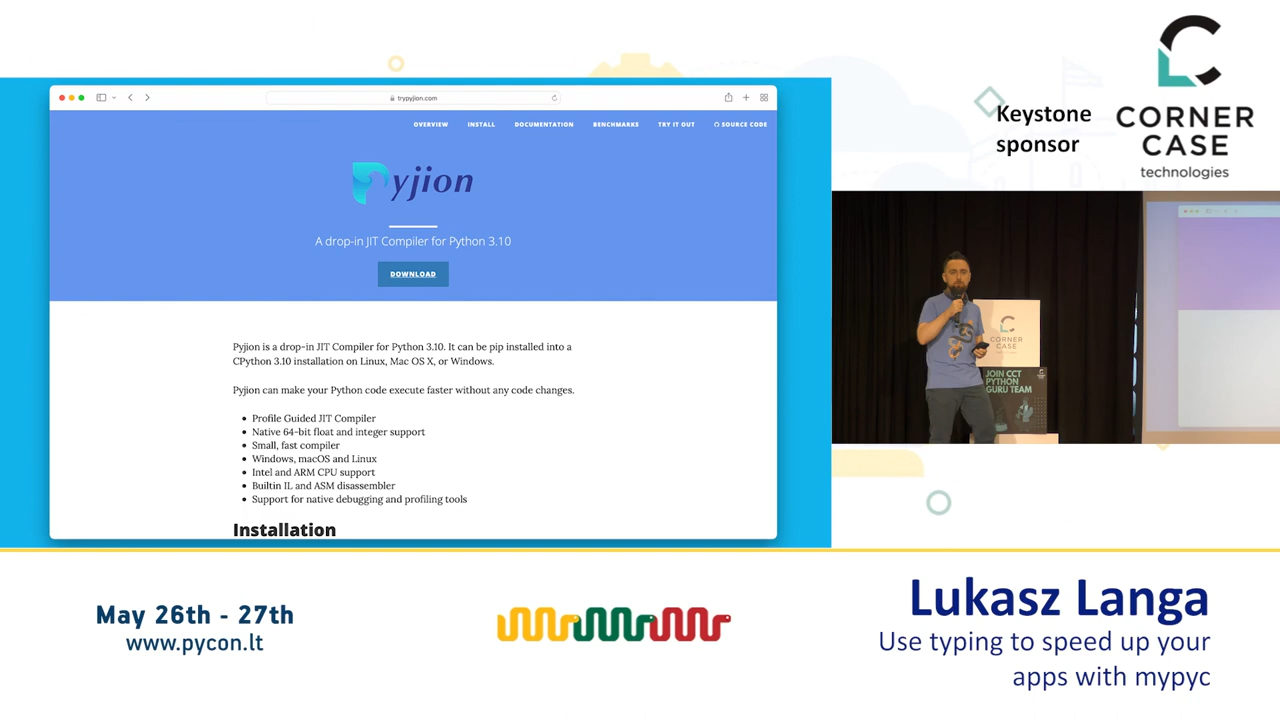 trypyjion.com
OVERVIEW
INSTALL
DOCUMENTATION
BENCHMARKS
TRY IT OUT
SOURCE CODE
Pyjion
A drop-in JIT Compiler for Python 3.10
DOWNLOAD
Pyjion is a drop-in JIT Compiler for Python 3.10. It can be pip installed into a
CPython 3.10 installation on Linux, Mac OS X, or Windows.
Pyjion can make your Python code execute faster without any code changes.
Profile Guided JIT Compiler
Native 64-bit float and integer support
Small, fast compiler
Windows, macOS and Linux
Intel and ARM CPU support
Builtin IL and ASM disassembler
Support for native debugging and profiling tools
Installation
Keystone
sponsor
CORNER
CASE
technologies
CORNER
CASE
JOIN CCT
PYTHON
GURU TEAM
May 26th - 27th
www.pycon.lt
Lukasz Langa
Use typing to speed up your
apps with mypyc